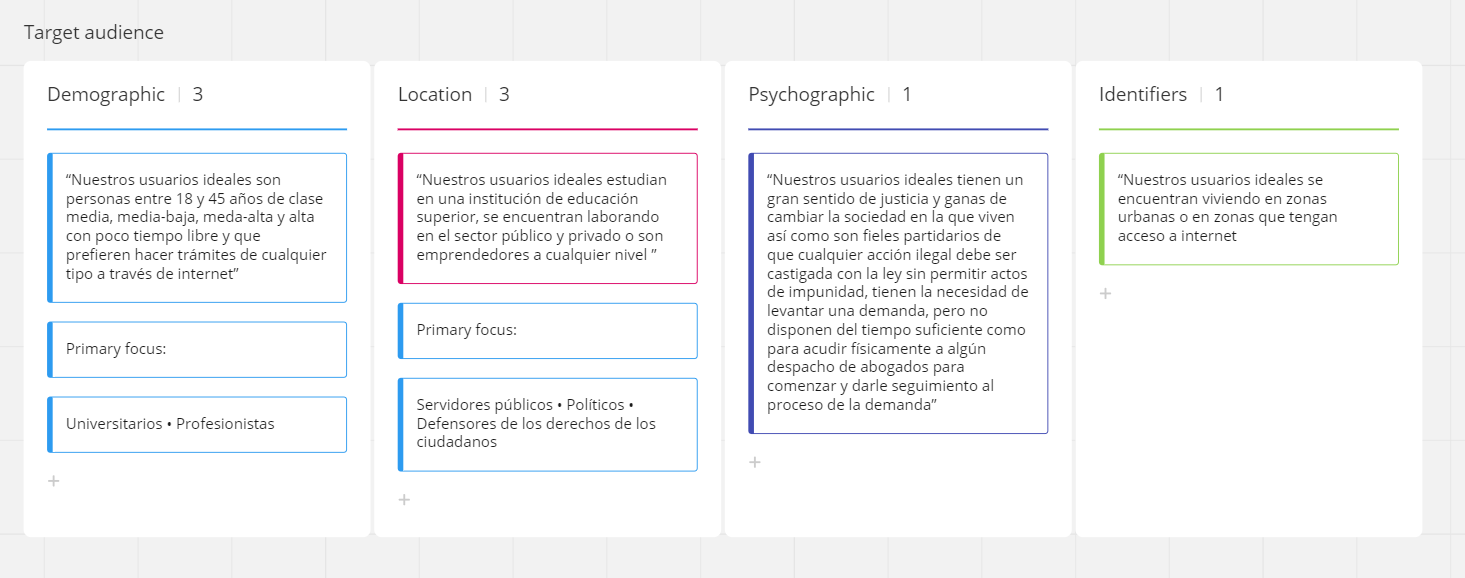 Target audience
Demographic | 3
“Nuestros usuarios ideales son
personas entre 18 y 45 años de clase
media, media-baja, meda-alta y alta
con poco tiempo libre y que
prefieren hacer trámites de cualquier
tipo a través de internet”
Primary focus:
Universitarios • Profesionistas
+
Location | 3
“Nuestros usuarios ideales estudian
en una institución de educación
superior, se encuentran laborando
en el sector público y privado o son
emprendedores a cualquier nivel ”
Primary focus:
Servidores públicos • Políticos •
Defensores de los derechos de los
ciudadanos
+
Psychographic | 1
“Nuestros usuarios ideales tienen un
gran sentido de justicia y ganas de
cambiar la sociedad en la que viven
así como son fieles partidarios de
que cualquier acción ilegal debe ser
castigada con la ley sin permitir actos
de impunidad, tienen la necesidad de
levantar una demanda, pero no
disponen del tiempo suficiente como
para acudir físicamente a algún
despacho de abogados para
comenzar y darle seguimiento al
proceso de la demanda”
+
Identifiers | 1
“Nuestros usuarios ideales se
encuentran viviendo en zonas
urbanas o en zonas que tengan
acceso a internet
+